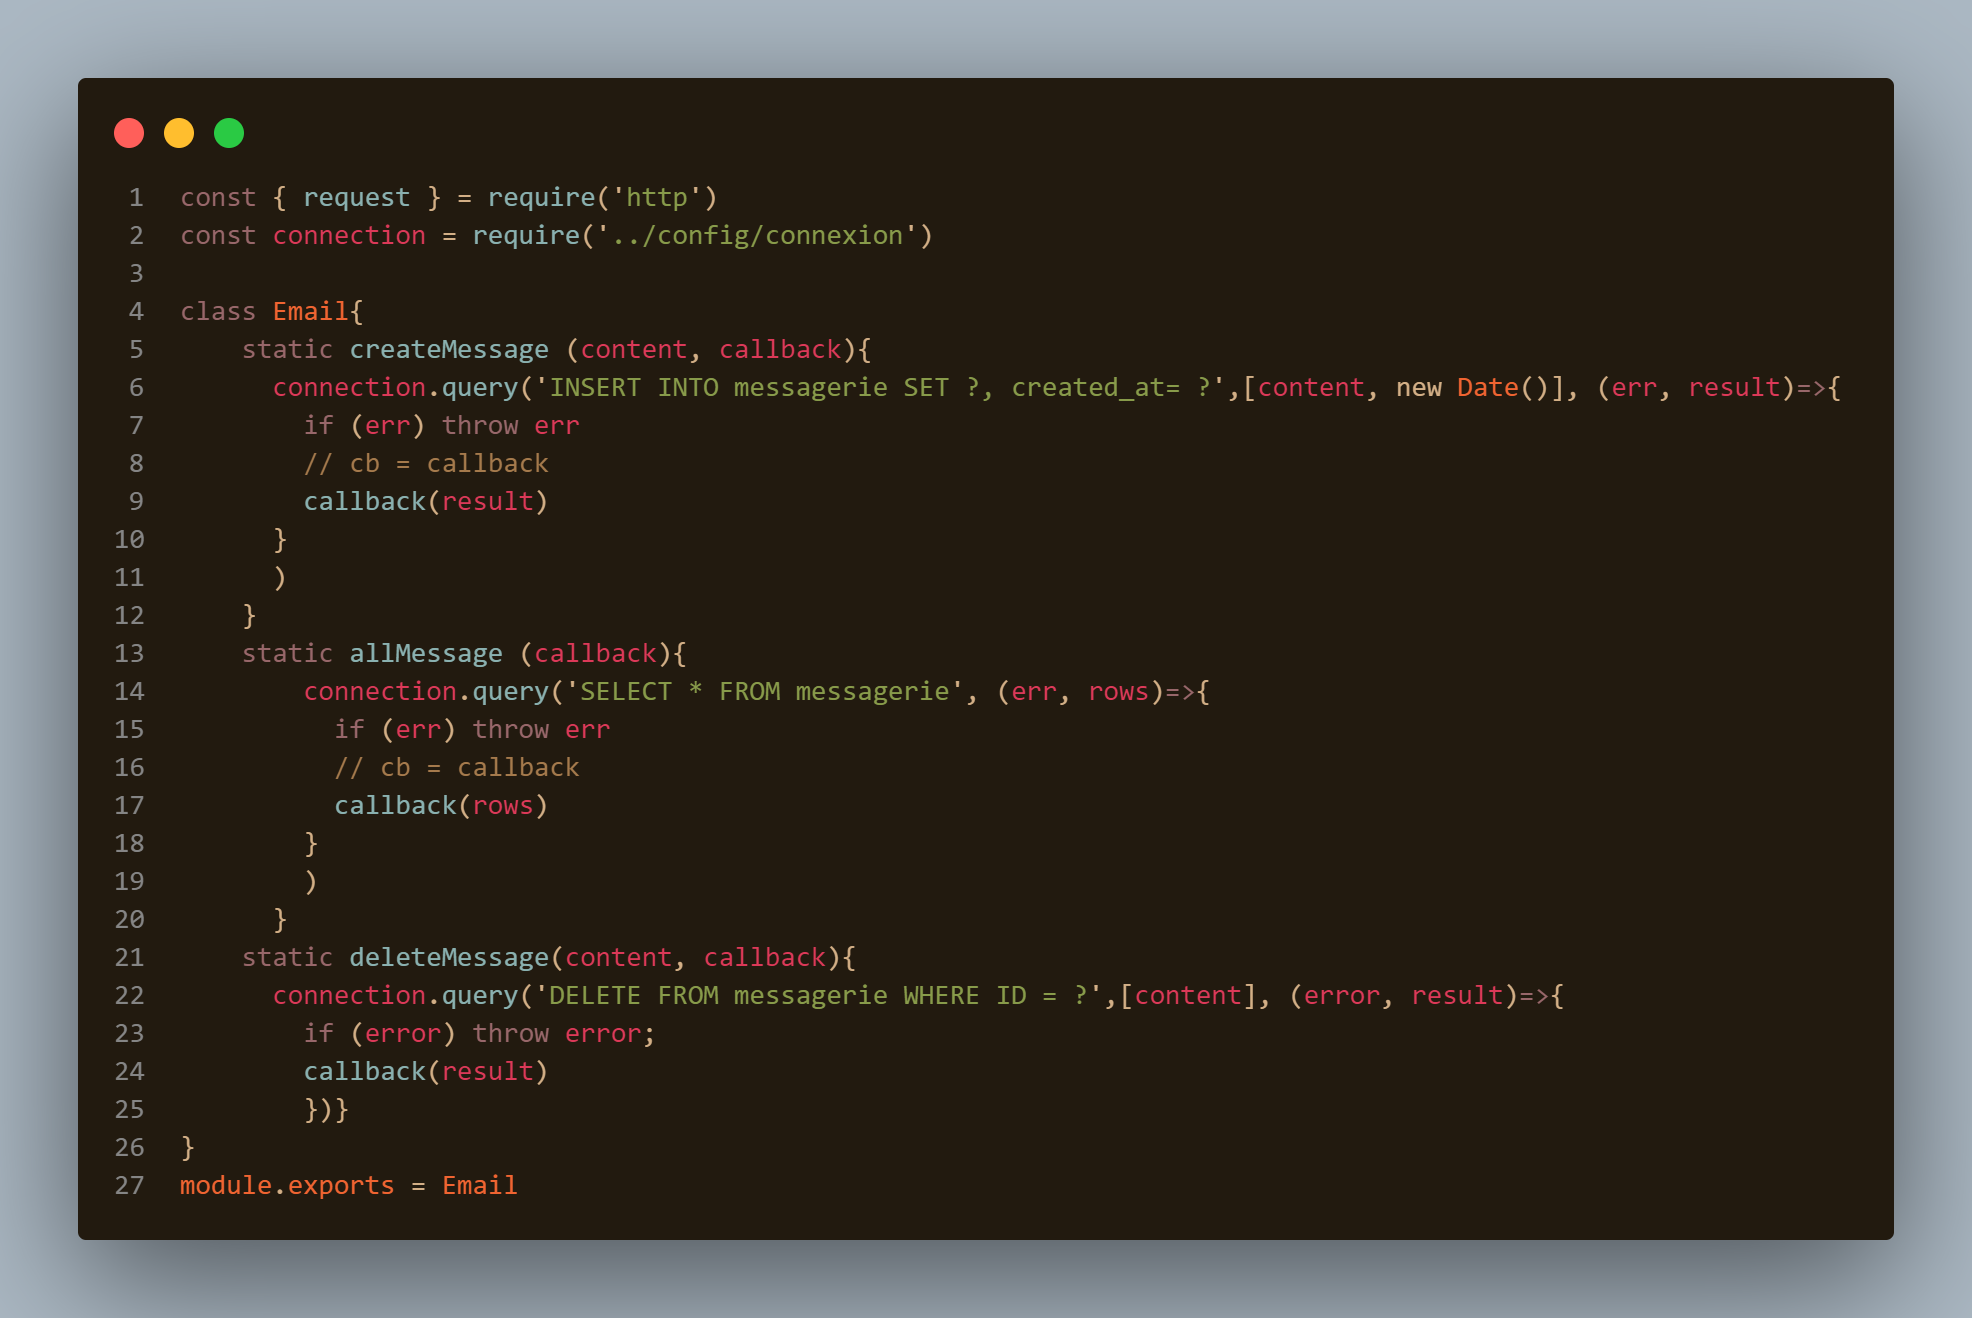 1 const { request } = require('http')
2 const connection = require('../config/connexion')
3
4 class Email{
5     static createMessage (content, callback){
6       connection.query('INSERT INTO messagerie SET ?, created_at= ?',[content, new Date()], (err, result)=>{
7         if (err) throw err
8         // cb = callback
9         callback(result)
10       }
11       )
12     }
13     static allMessage (callback){
14         connection.query('SELECT * FROM messagerie', (err, rows)=>{
15           if (err) throw err
16           // cb = callback
17           callback(rows)
18         }
19         )
20       }
21     static deleteMessage(content, callback){
22       connection.query('DELETE FROM messagerie WHERE ID = ?',[content], (error, result)=>{
23         if (error) throw error;
24         callback(result)
25         })}
26 }
27 module.exports = Email